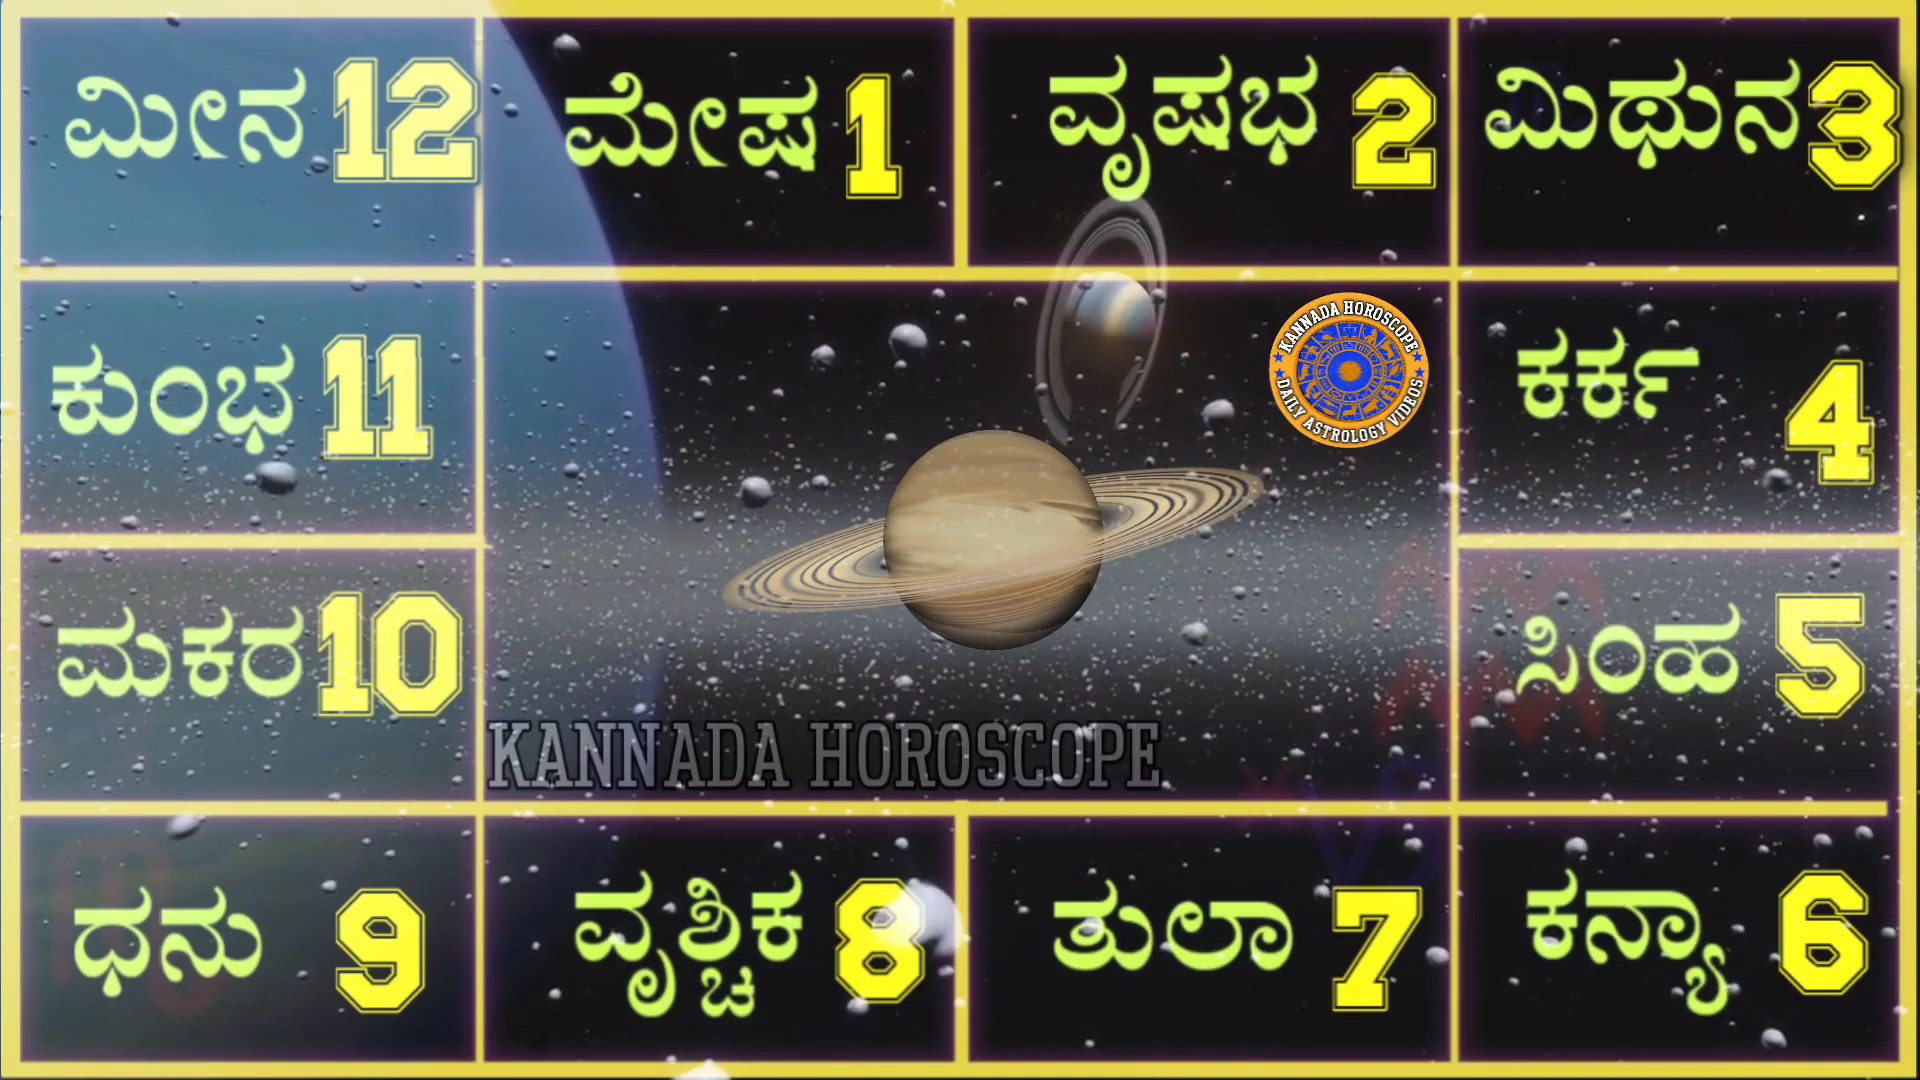 ಮೀನ 12
ಮೇಷ 1
ವೃಷಭ 2
ಮಿಥುನ 3
ಕುಂಭ 11
KANNADA HOROSCOPE
DAILY ASTROLOGY VIDEOS
ಕರ್ಕ 4
ಮಕರ 10
ಸಿಂಹ 5
KANNADA HOROSCOPE
ಧನು 9
ವೃಶ್ಚಿಕ 8
ತುಲಾ 7
ಕನ್ಯಾ 6